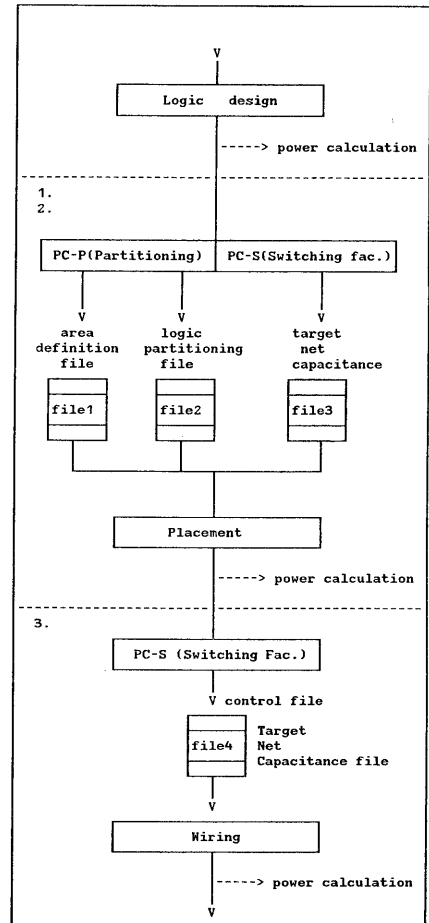 V
Logic design
-----> power calculation
1.
2.
PC-P(Partitioning) PC-S(Switching fac.)
V V V
area logic target
definition partitioning net
file file capacitance
file1 file2 file3
Placement
-----> power calculation
3.
PC-S (Switching Fac.)
V control file
Target
file4 Net
Capacitance file
V
Wiring
-----> power calculation
V